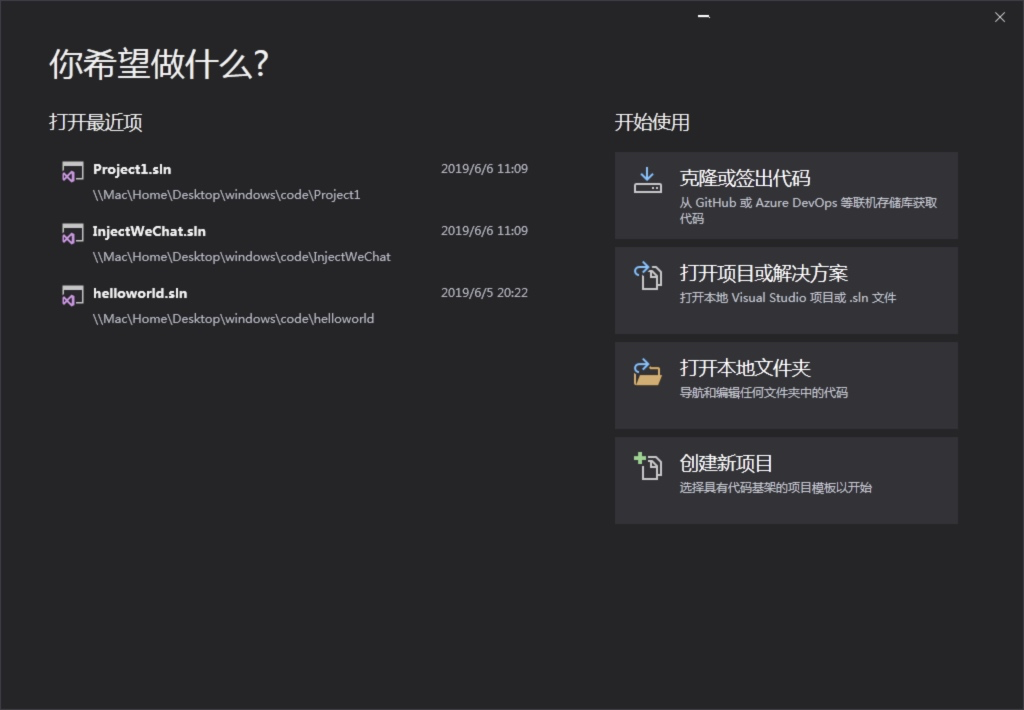 你希望做什么?
打开最近项
Project1.sln 2019/6/6 11:09
\\Mac\Home\Desktop\windows\code\Project1
InjectWeChat.sln 2019/6/6 11:09
\\Mac\Home\Desktop\windows\code\InjectWeChat
helloworld.sln 2019/6/5 20:22
\\Mac\Home\Desktop\windows\code\helloworld
开始使用
克隆或签出代码
从 GitHub 或 Azure DevOps 等联机存储库获取
代码
打开项目或解决方案
打开本地 Visual Studio 项目或 .sln 文件
打开本地文件夹
导航和编辑任何文件夹中的代码
创建新项目
选择具有代码基架的项目模板以开始